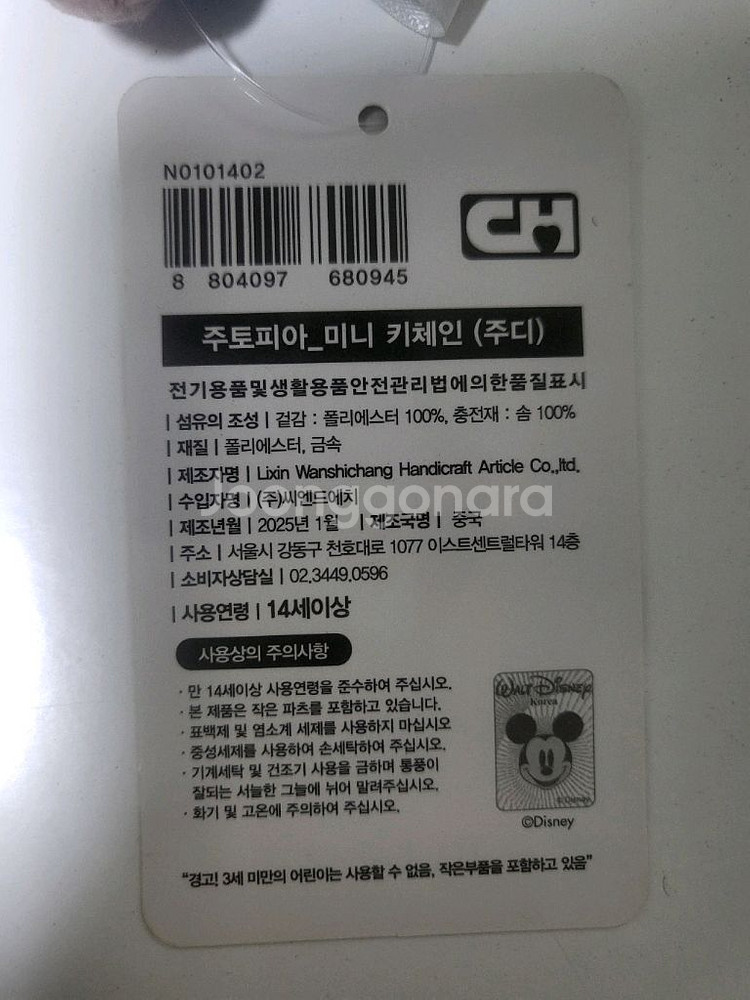 N0101402
CH
8 804097 680945
주토피아_미니 키체인 (주디)
전기용품및생활용품안전관리법에의한품질표시
| 섬유의 조성 | 겉감 : 폴리에스터 100%, 충전재 : 솜 100%
| 재질 | 폴리에스터, 금속
| 제조자명 | Lixin Wanshichang Handicraft Article Co.,ltd.
| 수입자명 | (주)씨엔드에치
Joonggonara
| 제조년월 | 2025년 1월 | 제조국명 | 중국
| 주소 | 서울시 강동구 천호대로 1077 이스트센트럴타워 14층
| 소비자상담실 | 02.3449.0596
| 사용연령 | 14세이상
사용상의 주의사항
· 만 14세이상 사용연령을 준수하여 주십시오.
· 본 제품은 작은 파츠를 포함하고 있습니다.
· 표백제 및 염소계 세제를 사용하지 마십시오
· 중성세제를 사용하여 손세탁하여 주십시오.
· 기계세탁 및 건조기 사용을 금하며 통풍이
잘되는 서늘한 그늘에 뉘어 말려주십시오.
· 화기 및 고온에 주의하여 주십시오.
WALT DISNEY
Korea
©Disney
©Disney
"경고! 3세 미만의 어린이는 사용할 수 없음, 작은부품을 포함하고 있음"